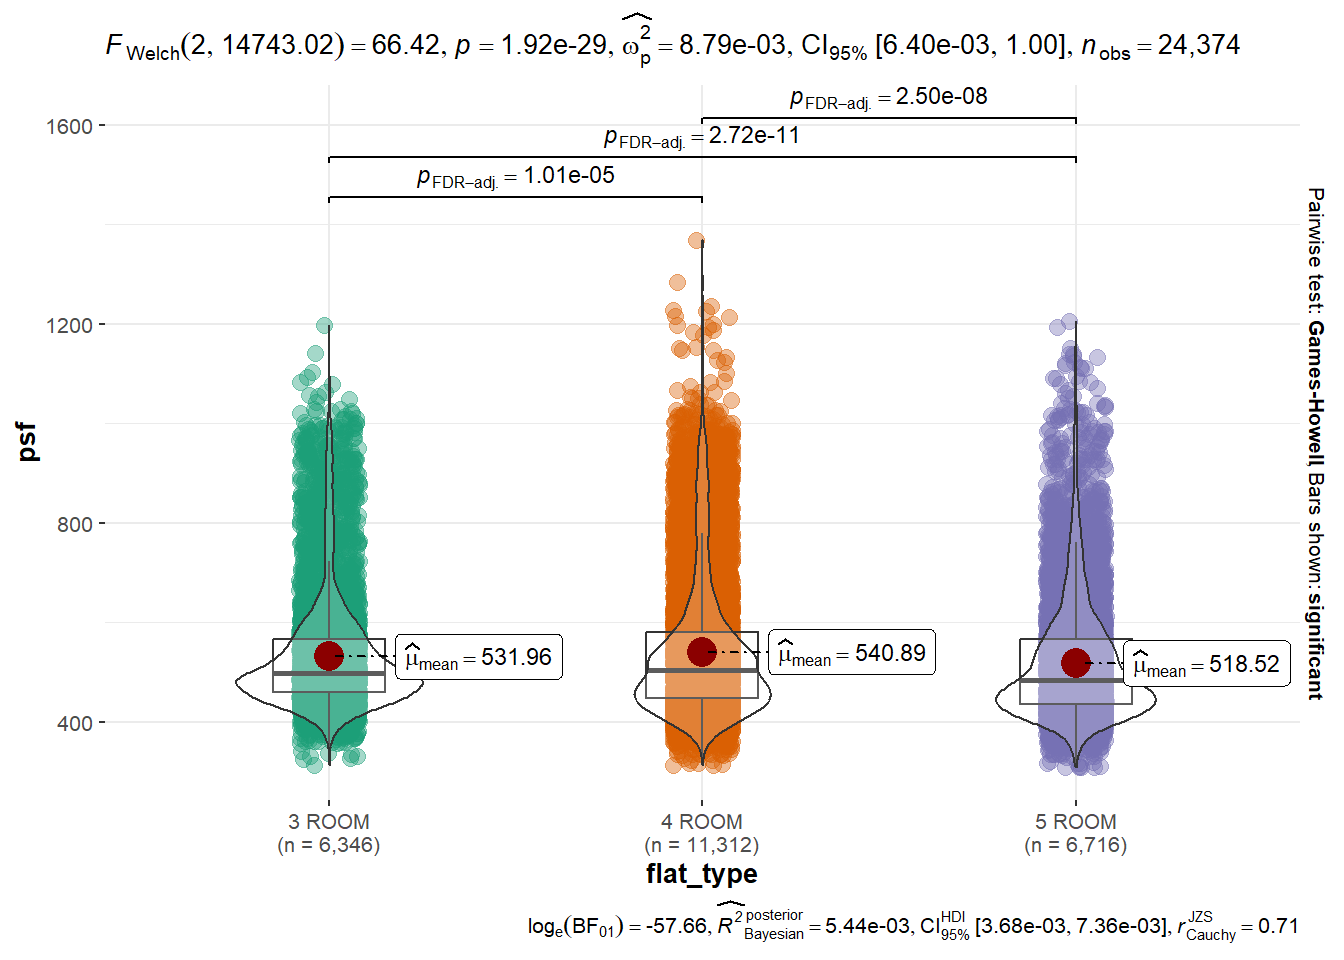 F Welch(2, 14743.02) = 66.42, p = 1.92e-29, ω̂²p = 8.79e-03, CI95% [6.40e-03, 1.00], nobs = 24,374
pFDR−adj. = 2.50e-08
1600
pFDR−adj. = 2.72e-11
pFDR−adj. = 1.01e-05
1200
800
400
psf
μ̂mean = 531.96
μ̂mean = 540.89
μ̂mean = 518.52
Pairwise test: Games-Howell, Bars shown: significant
3 ROOM
(n = 6,346)
4 ROOM
(n = 11,312)
5 ROOM
(n = 6,716)
flat_type
loge(BF01) = -57.66, R̂² posterior Bayesian = 5.44e-03, CI HDI 95% [3.68e-03, 7.36e-03], r JZS Cauchy = 0.71